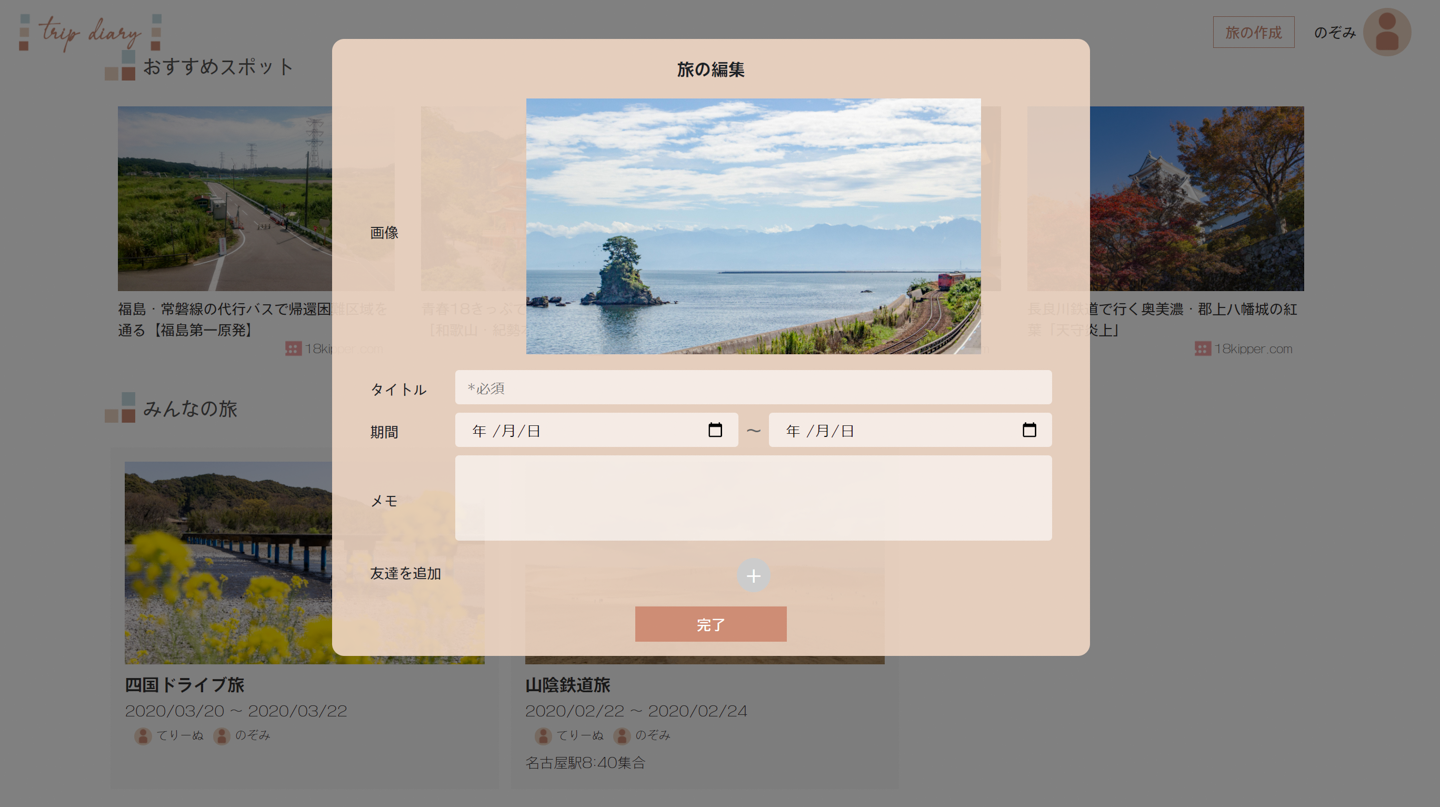 trip diary
旅の作成
のぞみ
おすすめスポット
旅の編集
画像
福島・常磐線の代行バスで帰還困難区域を
通る【福島第一原発】
18kipper.com
青春18きっぷで
長良川鉄道で行く奥美濃・郡上八幡城の紅
葉「天守炎上」
18kipper.com
タイトル
*必須
期間
年 /月/日
〜
年 /月/日
みんなの旅
メモ
友達を追加
+
完了
四国ドライブ旅
2020/03/20 〜 2020/03/22
てりーぬ のぞみ
山陰鉄道旅
2020/02/22 〜 2020/02/24
てりーぬ のぞみ
名古屋駅8:40集合